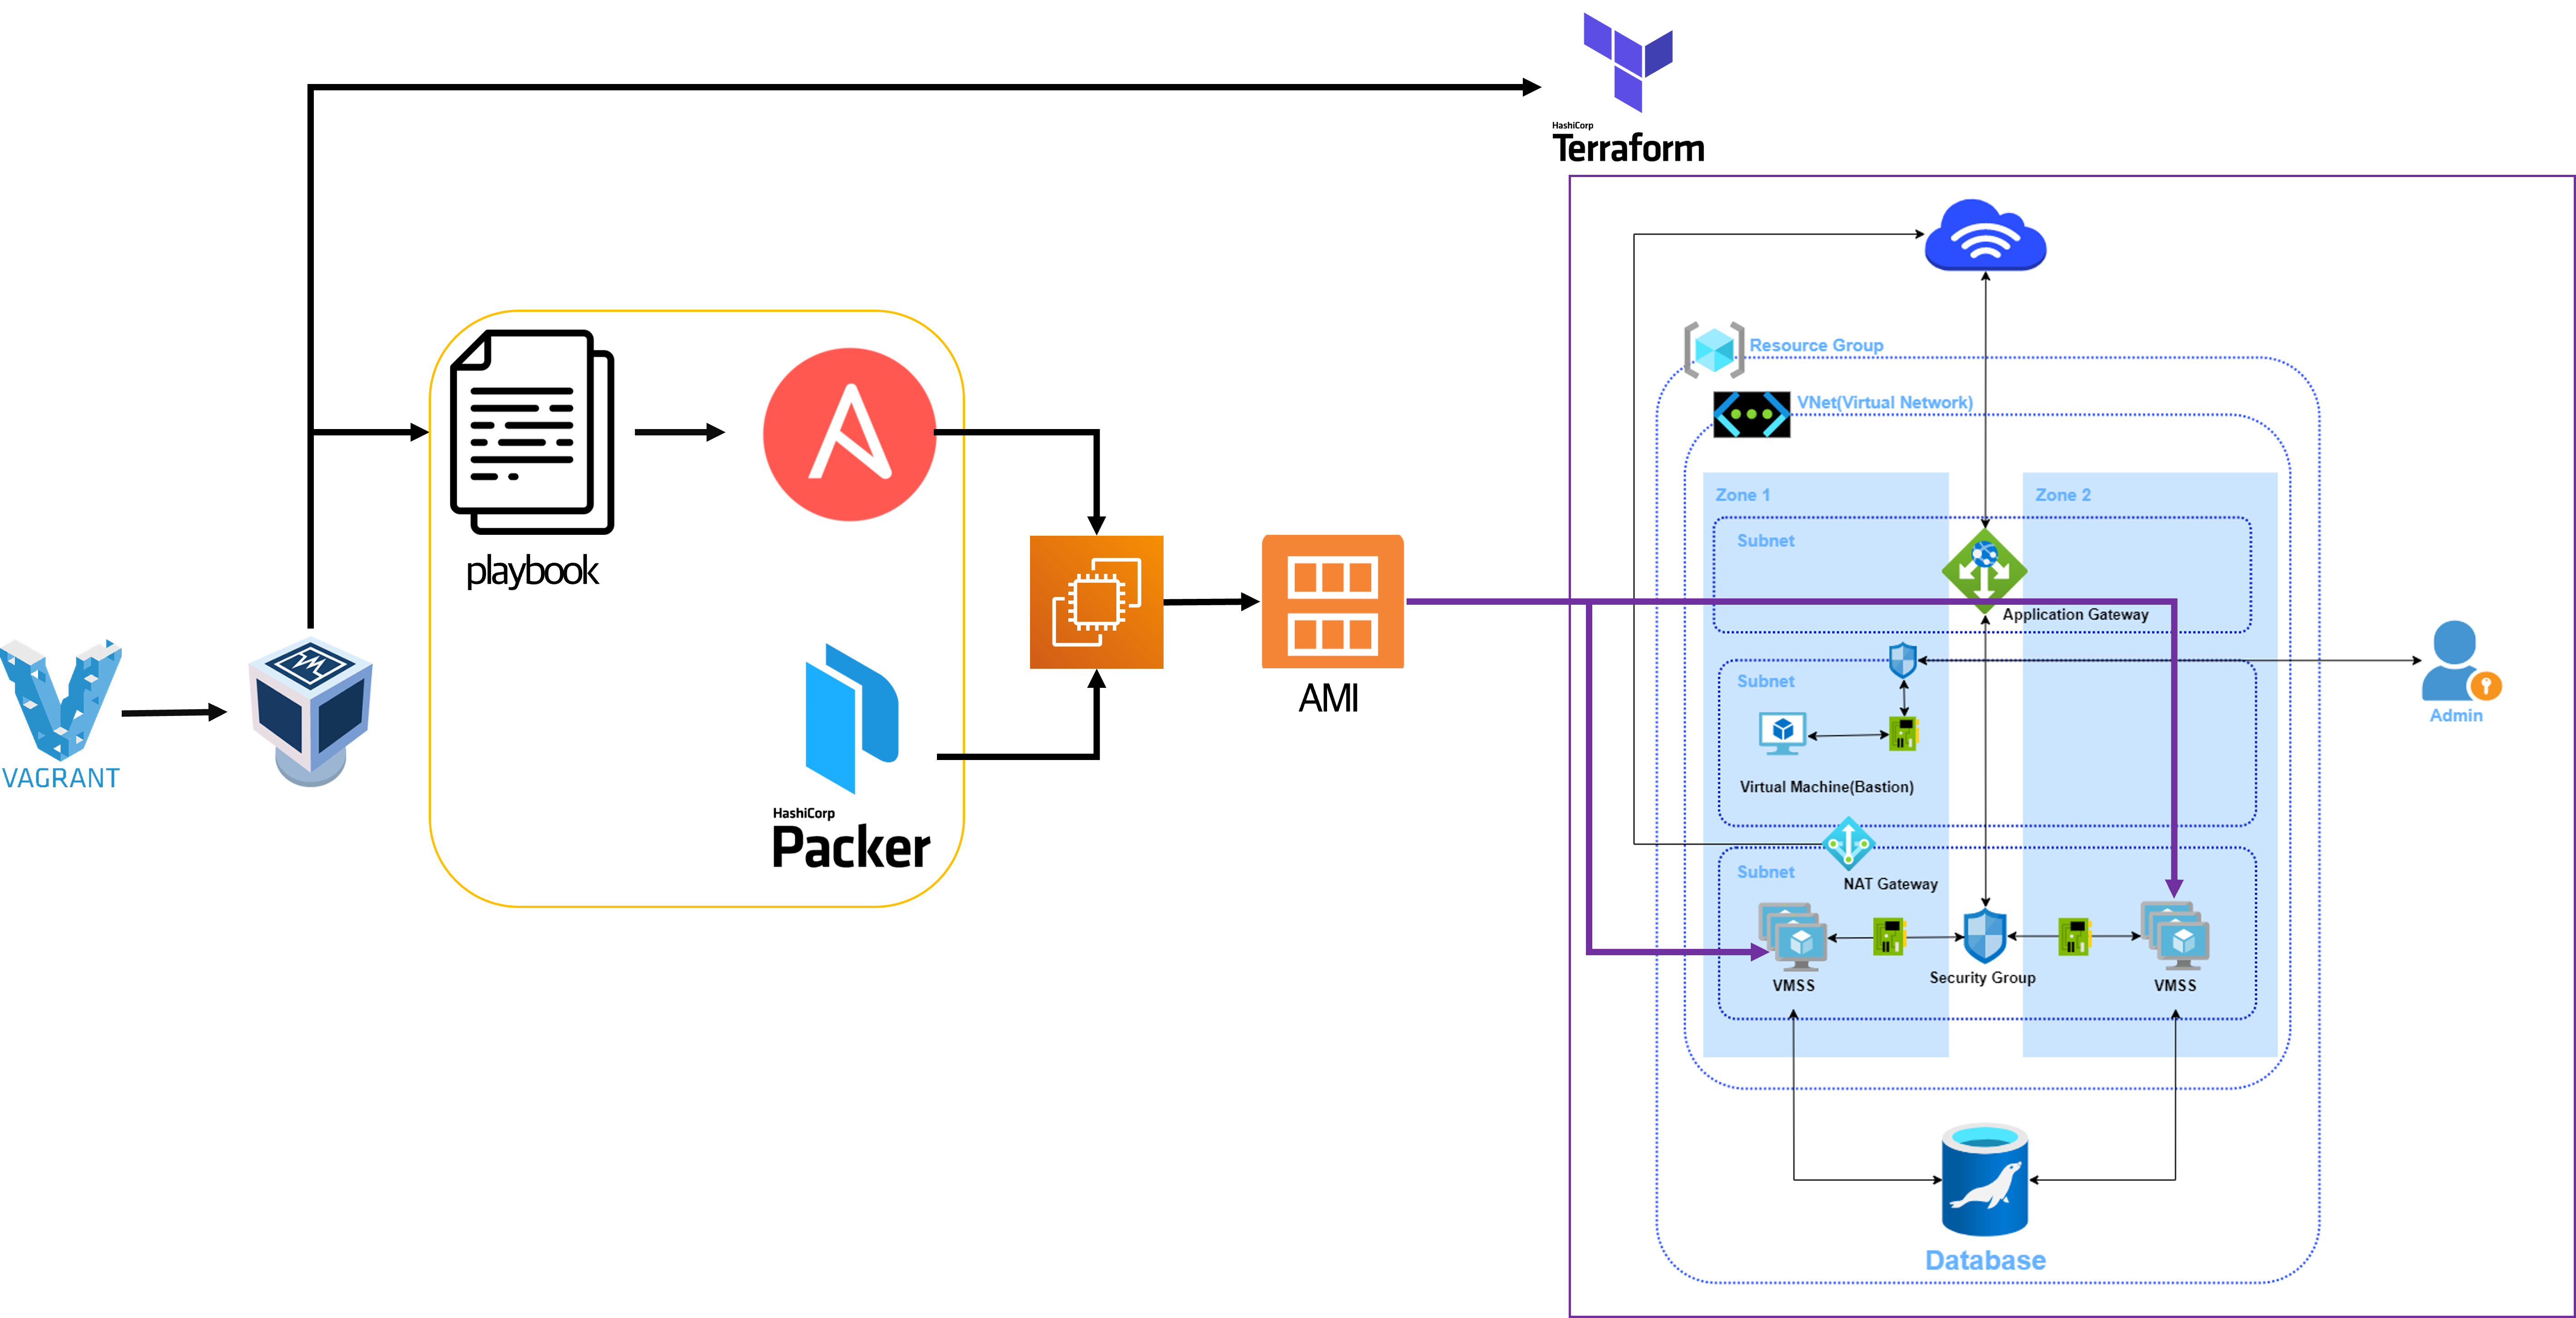 HashiCorp
Terraform
Resource Group
VNet(Virtual Network)
Zone 1
Zone 2
Subnet
Application Gateway
playbook
AMI
Subnet
Virtual Machine(Bastion)
Admin
VAGRANT
HashiCorp
Packer
Subnet
NAT Gateway
VMSS
Security Group
VMSS
Database